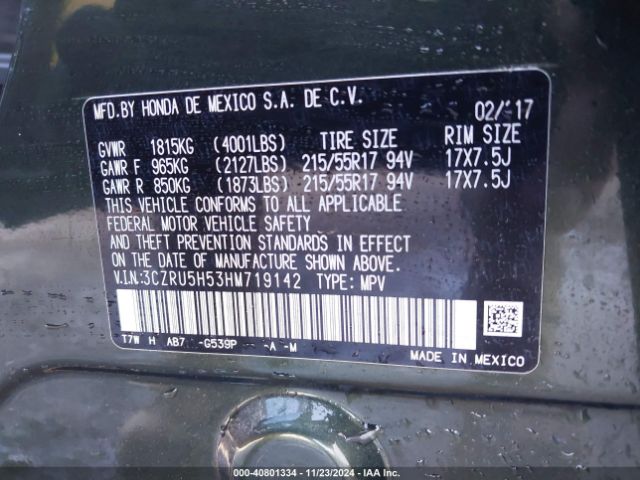 MFD.BY HONDA DE MEXICO S.A. DE C.V. 02/17
GVWR 1815KG (4001LBS) TIRE SIZE RIM SIZE
GAWR F 965KG (2127LBS) 215/55R17 94V 17X7.5J
GAWR R 850KG (1873LBS) 215/55R17 94V 17X7.5J
THIS VEHICLE CONFORMS TO ALL APPLICABLE
FEDERAL MOTOR VEHICLE SAFETY
AND THEFT PREVENTION STANDARDS IN EFFECT
ON THE DATE OF MANUFACTURE SHOWN ABOVE.
V.I.N:3CZRU5H53HM719142 TYPE: MPV
T7W H AB7 -G539P -- -A -M
MADE IN MEXICO
000-40801334 | 11/23/2024 | IAA Inc.